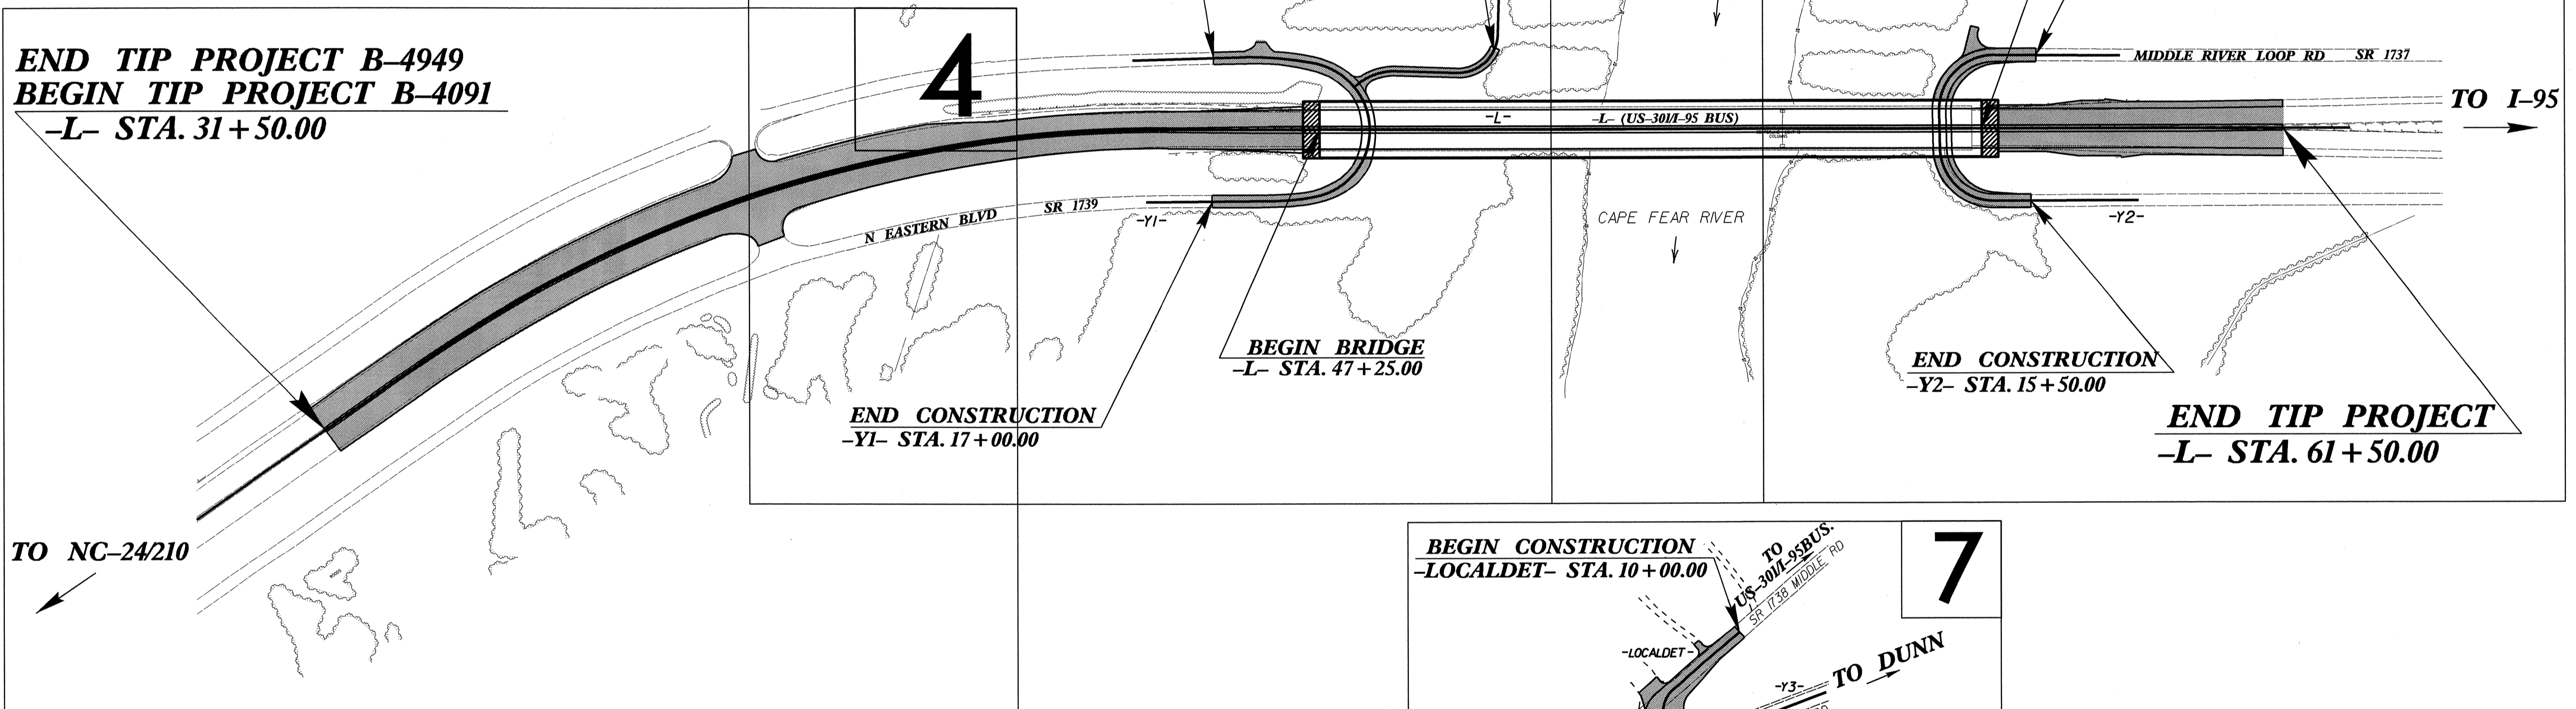 END TIP PROJECT B-4949
BEGIN TIP PROJECT B-4091
-L- STA. 31+50.00
4
MIDDLE RIVER LOOP RD SR 1737
TO I-95
-L-
-L- (US-301/I-95 BUS)
N EASTERN BLVD SR 1739
-Y1-
CAPE FEAR RIVER
-Y2-
BEGIN BRIDGE
-L- STA. 47+25.00
END CONSTRUCTION
-Y2- STA. 15+50.00
END CONSTRUCTION
-Y1- STA. 17+00.00
END TIP PROJECT
-L- STA. 61+50.00
TO NC-24/210
BEGIN CONSTRUCTION
-LOCALDET- STA. 10+00.00
TO
US-301/I-95BUS.
SR 1738 MIDDLE RD
7
-LOCALDET-
-Y3-
TO DUNN